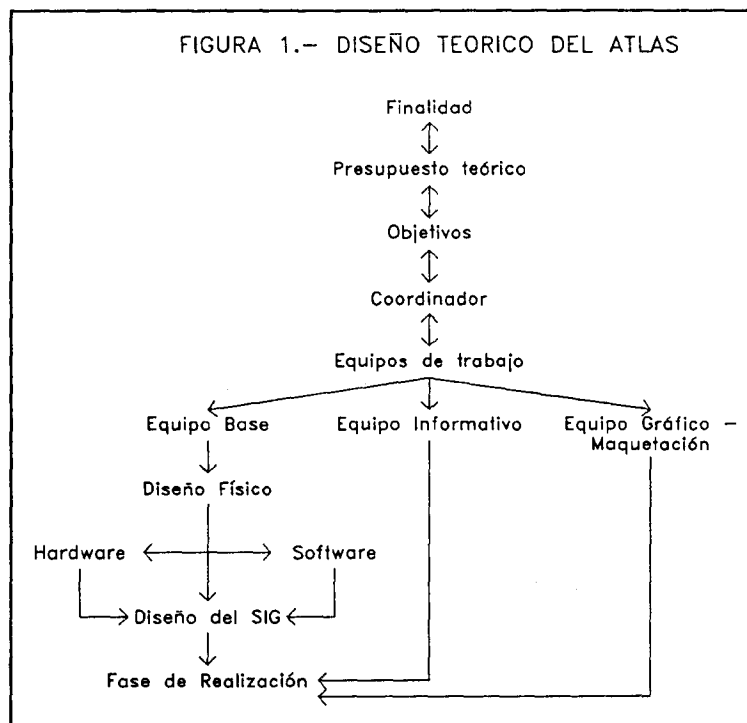 FIGURA 1.- DISEÑO TEORICO DEL ATLAS
Finalidad
Presupuesto teórico
Objetivos
Coordinador
Equipos de trabajo
Equipo Base
Equipo Informativo
Equipo Gráfico -
Maquetación
Diseño Físico
Hardware
Software
Diseño del SIG
Fase de Realización